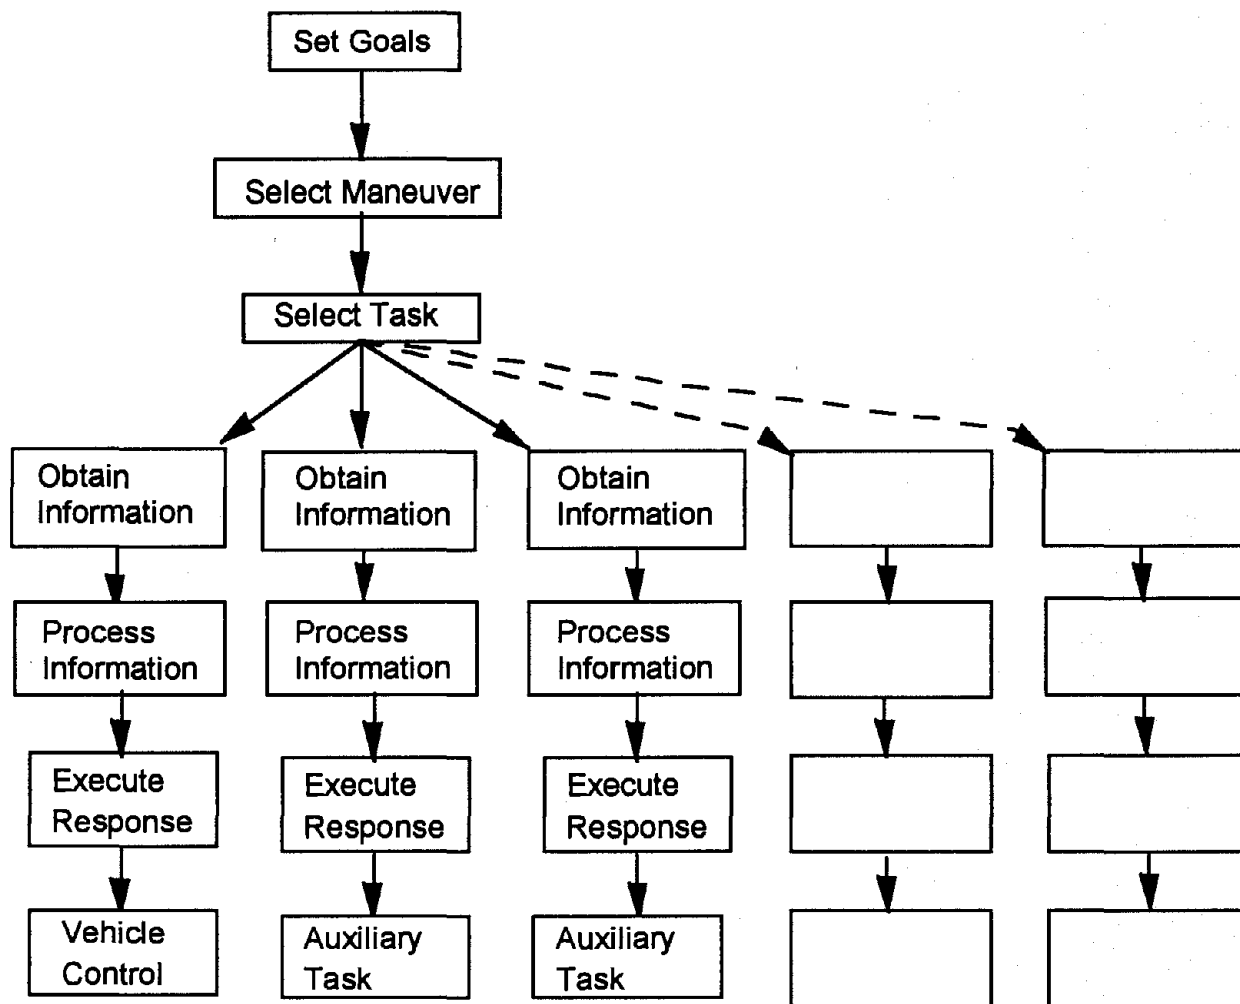 Set Goals
Select Maneuver
Select Task
Obtain
Information
Obtain
Information
Obtain
Information
Process
Information
Process
Information
Process
Information
Execute
Response
Execute
Response
Execute
Response
Vehicle
Control
Auxiliary
Task
Auxiliary
Task